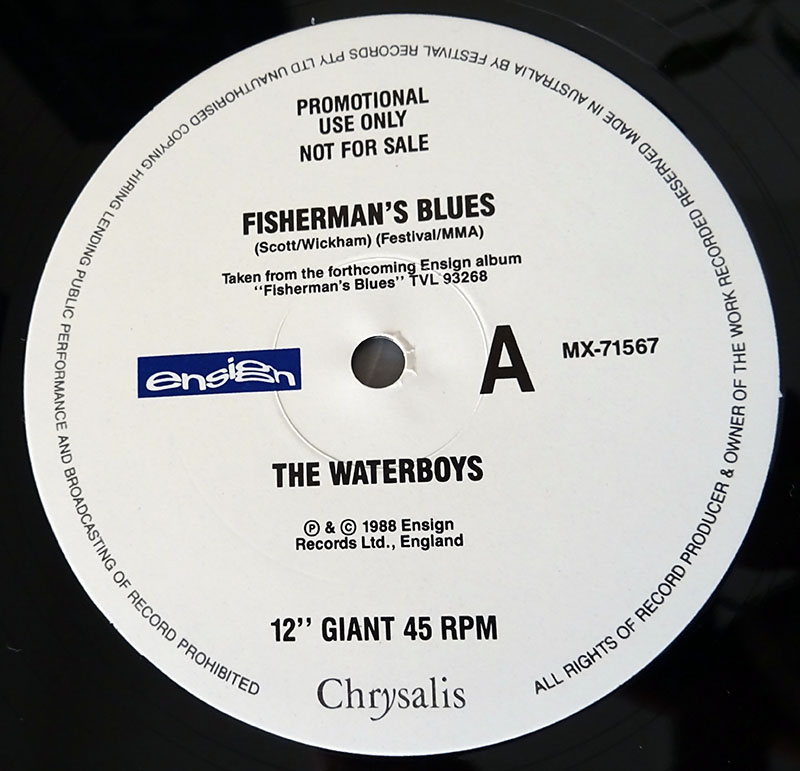 PROMOTIONAL
USE ONLY
NOT FOR SALE
FISHERMAN'S BLUES
(Scott/Wickham) (Festival/MMA)
Taken from the forthcoming Ensign album
"Fisherman's Blues" TVL 93268
ensign
A
MX-71567
THE WATERBOYS
Ⓟ & © 1988 Ensign
Records Ltd., England
12" GIANT 45 RPM
Chrysalis
ALL RIGHTS OF RECORD PRODUCER & OWNER OF THE WORK RECORDED RESERVED MADE IN AUSTRALIA BY FESTIVAL RECORDS PTY LTD UNAUTHORISED COPYING HIRING LENDING PUBLIC PERFORMANCE AND BROADCASTING OF RECORD PROHIBITED